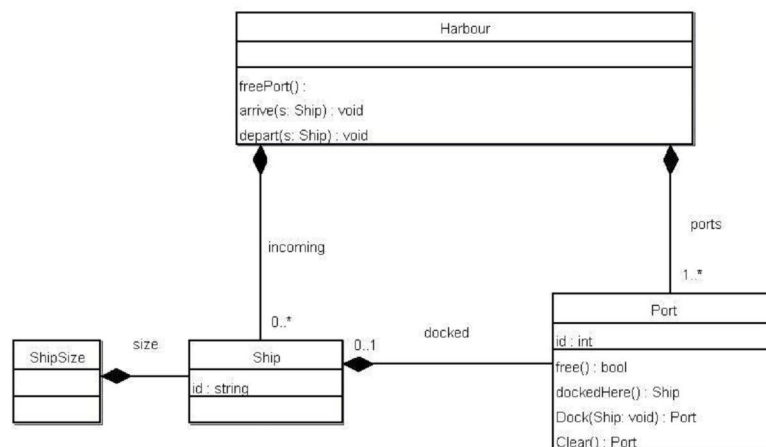 Harbour
freePort() :
arrive(s: Ship) : void
depart(s: Ship) : void
incoming
ports
0..*
1..*
ShipSize
size
Ship
id : string
0..1
docked
Port
id : int
free() : bool
dockedHere() : Ship
Dock(Ship: void) : Port
Clear() : Port